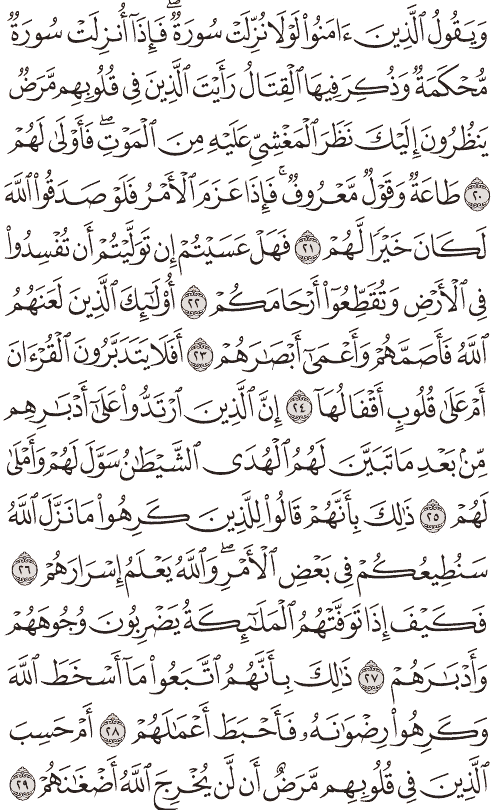 وَيَقُولُ ٱلَّذِينَ ءَامَنُوا۟ لَوْلَا نُزِّلَتْ سُورَةٌ ۖ فَإِذَآ أُنزِلَتْ سُورَةٌ
مُّحْكَمَةٌ وَذُكِرَ فِيهَا ٱلْقِتَالُ رَأَيْتَ ٱلَّذِينَ فِى قُلُوبِهِم مَّرَضٌ
يَنظُرُونَ إِلَيْكَ نَظَرَ ٱلْمَغْشِىِّ عَلَيْهِ مِنَ ٱلْمَوْتِ ۖ فَأَوْلَىٰ لَهُمْ
﴿٢٠﴾ طَاعَةٌ وَقَوْلٌ مَّعْرُوفٌ ۚ فَإِذَا عَزَمَ ٱلْأَمْرُ فَلَوْ صَدَقُوا۟ ٱللَّهَ
لَكَانَ خَيْرًا لَّهُمْ ﴿٢١﴾ فَهَلْ عَسَيْتُمْ إِن تَوَلَّيْتُمْ أَن تُفْسِدُوا۟
فِى ٱلْأَرْضِ وَتُقَطِّعُوٓا۟ أَرْحَامَكُمْ ﴿٢٢﴾ أُو۟لَٰٓئِكَ ٱلَّذِينَ لَعَنَهُمُ
ٱللَّهُ فَأَصَمَّهُمْ وَأَعْمَىٰٓ أَبْصَٰرَهُمْ ﴿٢٣﴾ أَفَلَا يَتَدَبَّرُونَ ٱلْقُرْءَانَ
أَمْ عَلَىٰ قُلُوبٍ أَقْفَالُهَآ ﴿٢٤﴾ إِنَّ ٱلَّذِينَ ٱرْتَدُّوا۟ عَلَىٰٓ أَدْبَٰرِهِم
مِّنۢ بَعْدِ مَا تَبَيَّنَ لَهُمُ ٱلْهُدَى ٱلشَّيْطَٰنُ سَوَّلَ لَهُمْ وَأَمْلَىٰ
لَهُمْ ﴿٢٥﴾ ذَٰلِكَ بِأَنَّهُمْ قَالُوا۟ لِلَّذِينَ كَرِهُوا۟ مَا نَزَّلَ ٱللَّهُ
سَنُطِيعُكُمْ فِى بَعْضِ ٱلْأَمْرِ ۖ وَٱللَّهُ يَعْلَمُ إِسْرَارَهُمْ ﴿٢٦﴾
فَكَيْفَ إِذَا تَوَفَّتْهُمُ ٱلْمَلَٰٓئِكَةُ يَضْرِبُونَ وُجُوهَهُمْ
وَأَدْبَٰرَهُمْ ﴿٢٧﴾ ذَٰلِكَ بِأَنَّهُمُ ٱتَّبَعُوا۟ مَآ أَسْخَطَ ٱللَّهَ
وَكَرِهُوا۟ رِضْوَٰنَهُۥ فَأَحْبَطَ أَعْمَٰلَهُمْ ﴿٢٨﴾ أَمْ حَسِبَ
ٱلَّذِينَ فِى قُلُوبِهِم مَّرَضٌ أَن لَّن يُخْرِجَ ٱللَّهُ أَضْغَٰنَهُمْ ﴿٢٩﴾